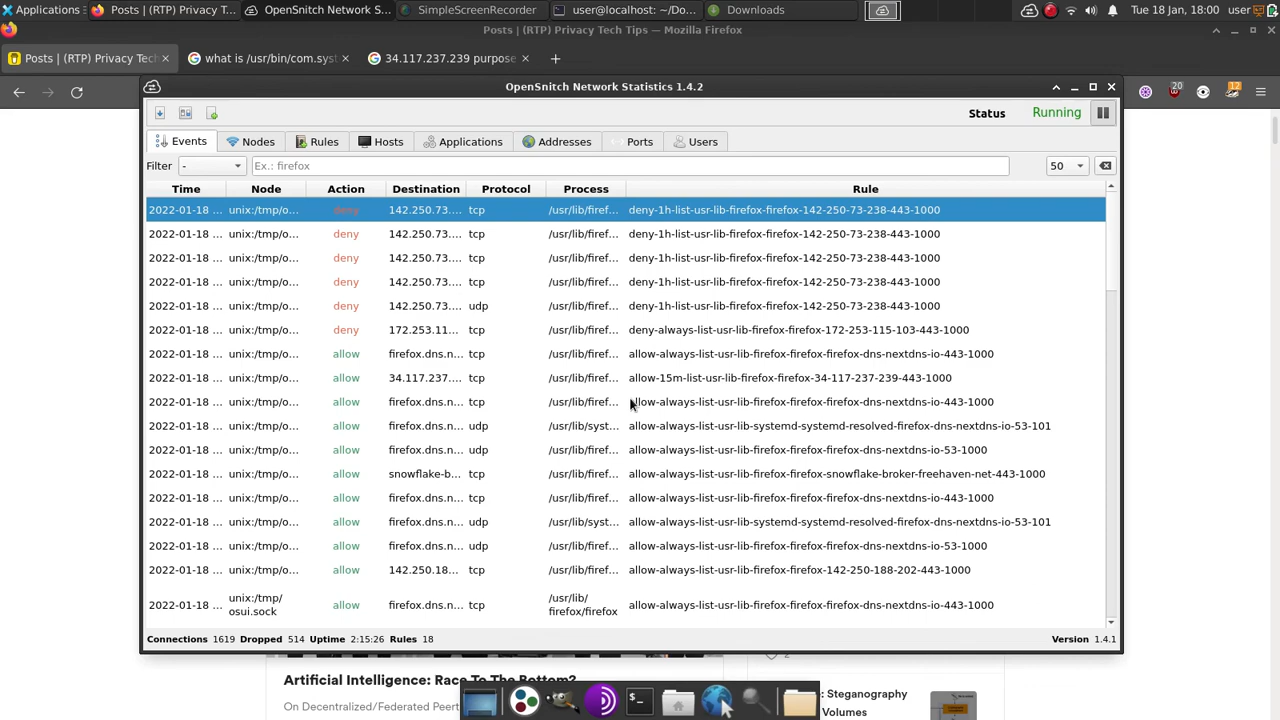 Applications
Posts | (RTP) Privacy T...
OpenSnitch Network S...
SimpleScreenRecorder
user@localhost: ~/Do...
Downloads
Tue 18 Jan, 18:00 user
Posts | (RTP) Privacy Tech Tips — Mozilla Firefox
Posts | (RTP) Privacy Tech
what is /usr/bin/com.syst
34.117.237.239 purpose
20
12
OpenSnitch Network Statistics 1.4.2
Status Running
Events Nodes Rules Hosts Applications Addresses Ports Users
Filter - Ex.: firefox 50
Time Node Action Destination Protocol Process Rule
2022-01-18 ... unix:/tmp/o... deny 142.250.73.... tcp /usr/lib/firef... deny-1h-list-usr-lib-firefox-firefox-142-250-73-238-443-1000
2022-01-18 ... unix:/tmp/o... deny 142.250.73.... tcp /usr/lib/firef... deny-1h-list-usr-lib-firefox-firefox-142-250-73-238-443-1000
2022-01-18 ... unix:/tmp/o... deny 142.250.73.... tcp /usr/lib/firef... deny-1h-list-usr-lib-firefox-firefox-142-250-73-238-443-1000
2022-01-18 ... unix:/tmp/o... deny 142.250.73.... tcp /usr/lib/firef... deny-1h-list-usr-lib-firefox-firefox-142-250-73-238-443-1000
2022-01-18 ... unix:/tmp/o... deny 142.250.73.... udp /usr/lib/firef... deny-1h-list-usr-lib-firefox-firefox-142-250-73-238-443-1000
2022-01-18 ... unix:/tmp/o... deny 172.253.11... tcp /usr/lib/firef... deny-always-list-usr-lib-firefox-firefox-172-253-115-103-443-1000
2022-01-18 ... unix:/tmp/o... allow firefox.dns.n... tcp /usr/lib/firef... allow-always-list-usr-lib-firefox-firefox-firefox-dns-nextdns-io-443-1000
2022-01-18 ... unix:/tmp/o... allow 34.117.237.... tcp /usr/lib/firef... allow-15m-list-usr-lib-firefox-firefox-34-117-237-239-443-1000
2022-01-18 ... unix:/tmp/o... allow firefox.dns.n... tcp /usr/lib/firef... allow-always-list-usr-lib-firefox-firefox-firefox-dns-nextdns-io-443-1000
2022-01-18 ... unix:/tmp/o... allow firefox.dns.n... udp /usr/lib/syst... allow-always-list-usr-lib-systemd-systemd-resolved-firefox-dns-nextdns-io-53-101
2022-01-18 ... unix:/tmp/o... allow firefox.dns.n... udp /usr/lib/firef... allow-always-list-usr-lib-firefox-firefox-firefox-dns-nextdns-io-53-1000
2022-01-18 ... unix:/tmp/o... allow snowflake-b... tcp /usr/lib/firef... allow-always-list-usr-lib-firefox-firefox-snowflake-broker-freehaven-net-443-1000
2022-01-18 ... unix:/tmp/o... allow firefox.dns.n... tcp /usr/lib/firef... allow-always-list-usr-lib-firefox-firefox-firefox-dns-nextdns-io-443-1000
2022-01-18 ... unix:/tmp/o... allow firefox.dns.n... udp /usr/lib/syst... allow-always-list-usr-lib-systemd-systemd-resolved-firefox-dns-nextdns-io-53-101
2022-01-18 ... unix:/tmp/o... allow firefox.dns.n... udp /usr/lib/firef... allow-always-list-usr-lib-firefox-firefox-firefox-dns-nextdns-io-53-1000
2022-01-18 ... unix:/tmp/o... allow 142.250.18... tcp /usr/lib/firef... allow-always-list-usr-lib-firefox-firefox-142-250-188-202-443-1000
2022-01-18 ... unix:/tmp/osui.sock allow firefox.dns.n... tcp /usr/lib/firefox/firefox allow-always-list-usr-lib-firefox-firefox-firefox-dns-nextdns-io-443-1000
Connections 1619 Dropped 514 Uptime 2:15:26 Rules 18 Version 1.4.1
2
Artificial Intelligence: Race To The Bottom?
On Decentralized/Federated Peert
: Steganography
Volumes